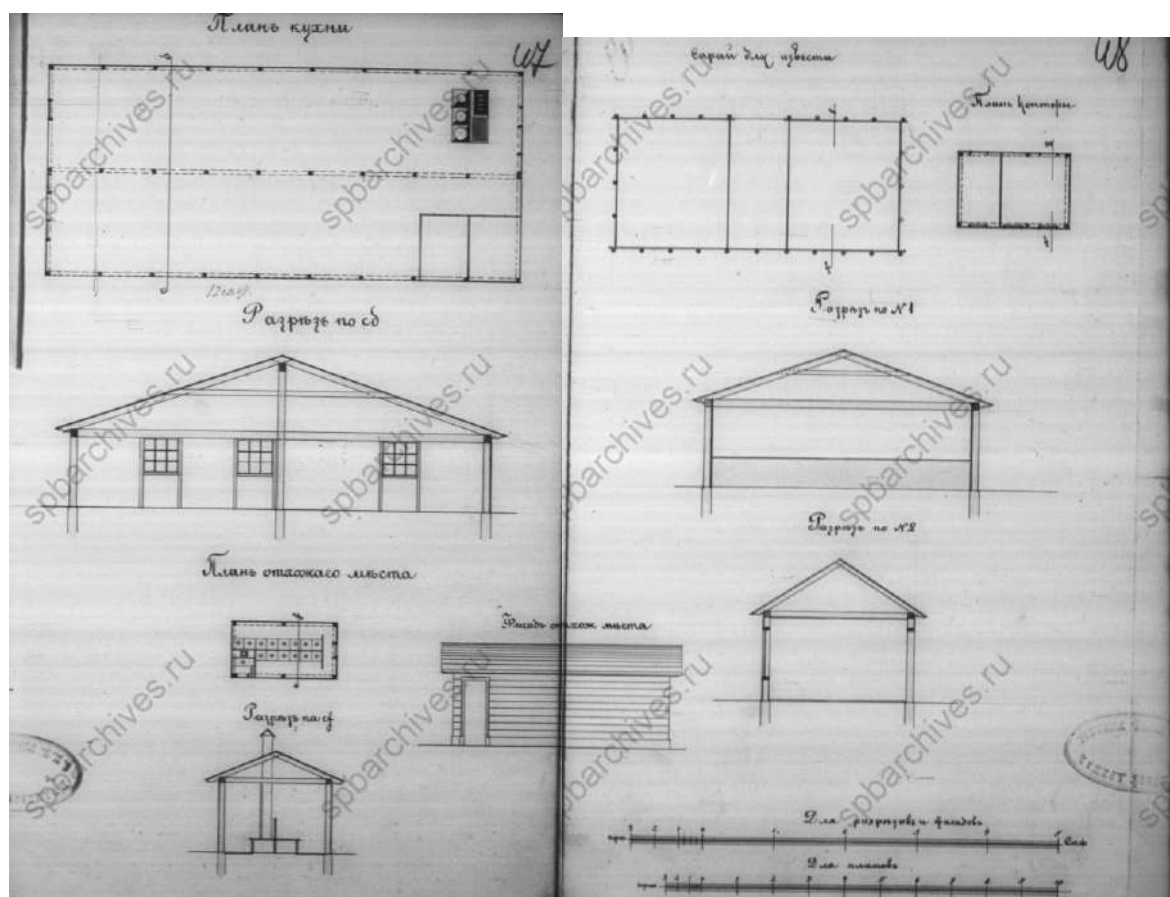 Планъ кухни
47
Разрѣзъ по сд
Планъ отхожаго мѣста
Фасадъ отхож мѣста
Разрѣзъ по ef
Сарай для извести
48
Планъ конторы
Разрѣзъ по №1
Разрѣзъ по №2
Для разрѣзовъ и фасадовъ
Саж
Для плановъ
spbarchives.ru